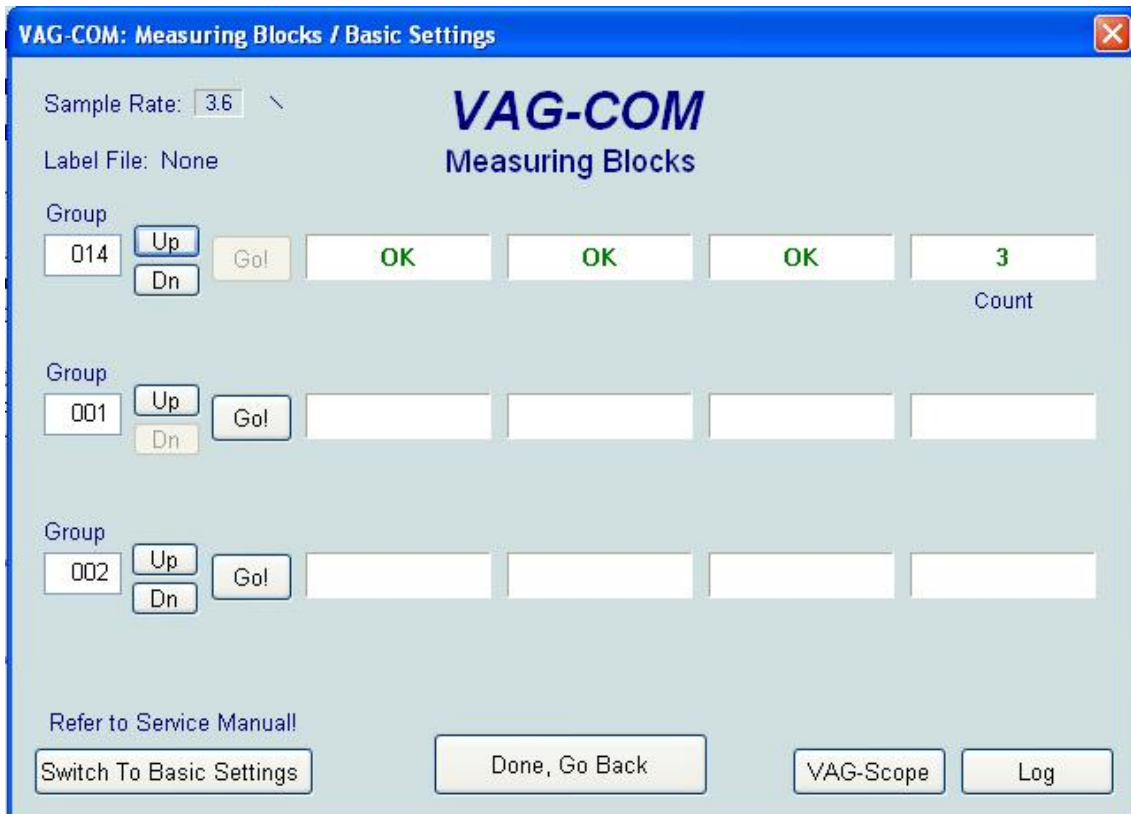 VAG-COM: Measuring Blocks / Basic Settings
Sample Rate: 3.6 \
VAG-COM
Label File: None
Measuring Blocks
Group
014 Up Go! OK OK OK 3
Dn
Count
Group
001 Up Go!
Dn
Group
002 Up Go!
Dn
Refer to Service Manual!
Switch To Basic Settings Done, Go Back VAG-Scope Log